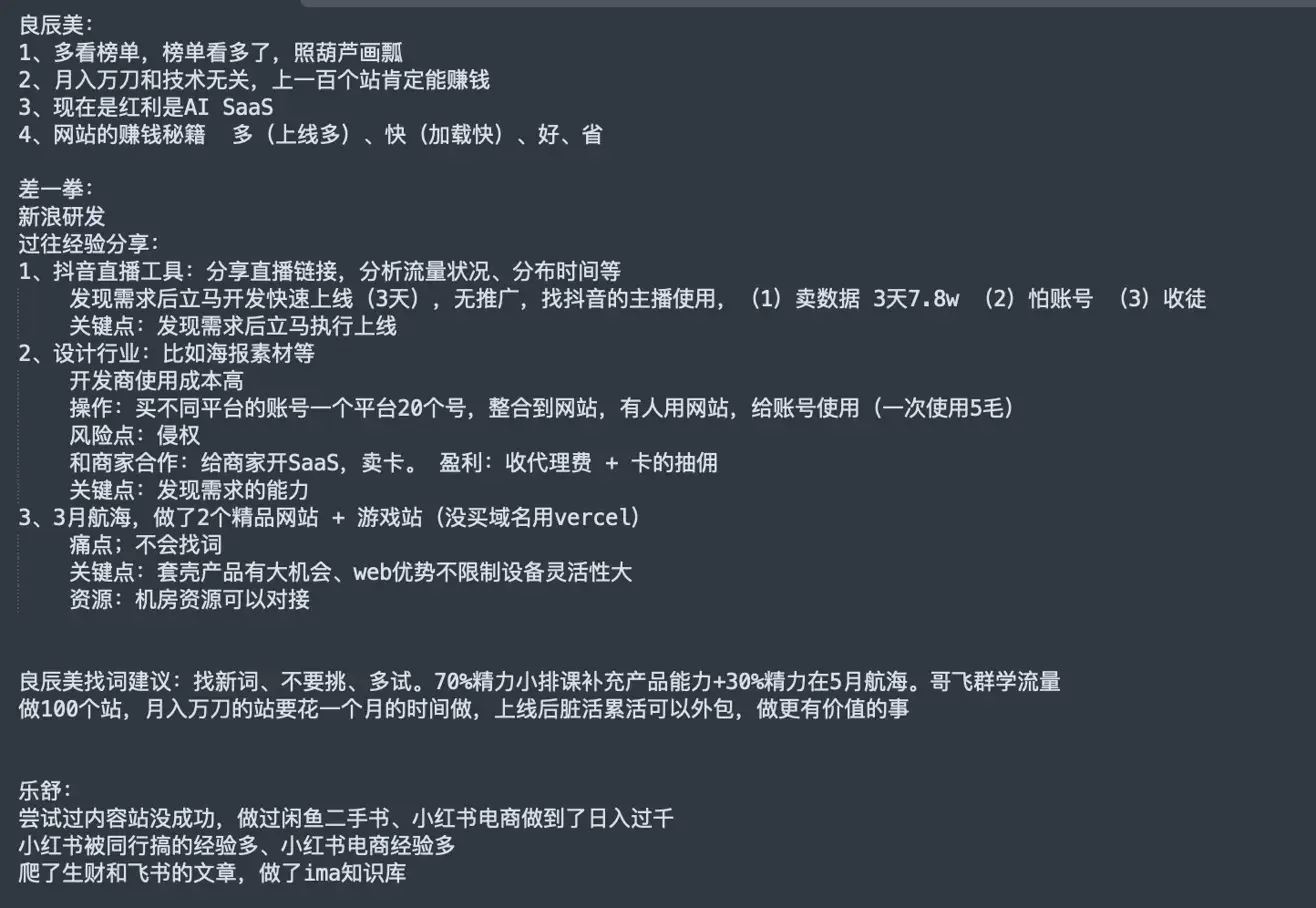 良辰美：
1、多看榜单，榜单看多了，照葫芦画瓢
2、月入万刀和技术无关，上一百个站肯定能赚钱
3、现在是红利是AI SaaS
4、网站的赚钱秘籍  多（上线多）、快（加载快）、好、省
差一拳：
新浪研发
过往经验分享：
1、抖音直播工具：分享直播链接，分析流量状况、分布时间等
发现需求后立马开发快速上线（3天），无推广，找抖音的主播使用，（1）卖数据 3天7.8w （2）怕账号 （3）收徒
关键点：发现需求后立马执行上线
2、设计行业：比如海报素材等
开发商使用成本高
操作：买不同平台的账号一个平台20个号，整合到网站，有人用网站，给账号使用（一次使用5毛）
风险点：侵权
和商家合作：给商家开SaaS，卖卡。 盈利：收代理费 + 卡的抽佣
关键点：发现需求的能力
3、3月航海，做了2个精品网站 + 游戏站（没买域名用vercel）
痛点；不会找词
关键点：套壳产品有大机会、web优势不限制设备灵活性大
资源：机房资源可以对接
良辰美找词建议：找新词、不要挑、多试。70%精力小排课补充产品能力+30%精力在5月航海。哥飞群学流量
做100个站，月入万刀的站要花一个月的时间做，上线后脏活累活可以外包，做更有价值的事
乐舒：
尝试过内容站没成功，做过闲鱼二手书、小红书电商做到了日入过千
小红书被同行搞的经验多、小红书电商经验多
爬了生财和飞书的文章，做了ima知识库